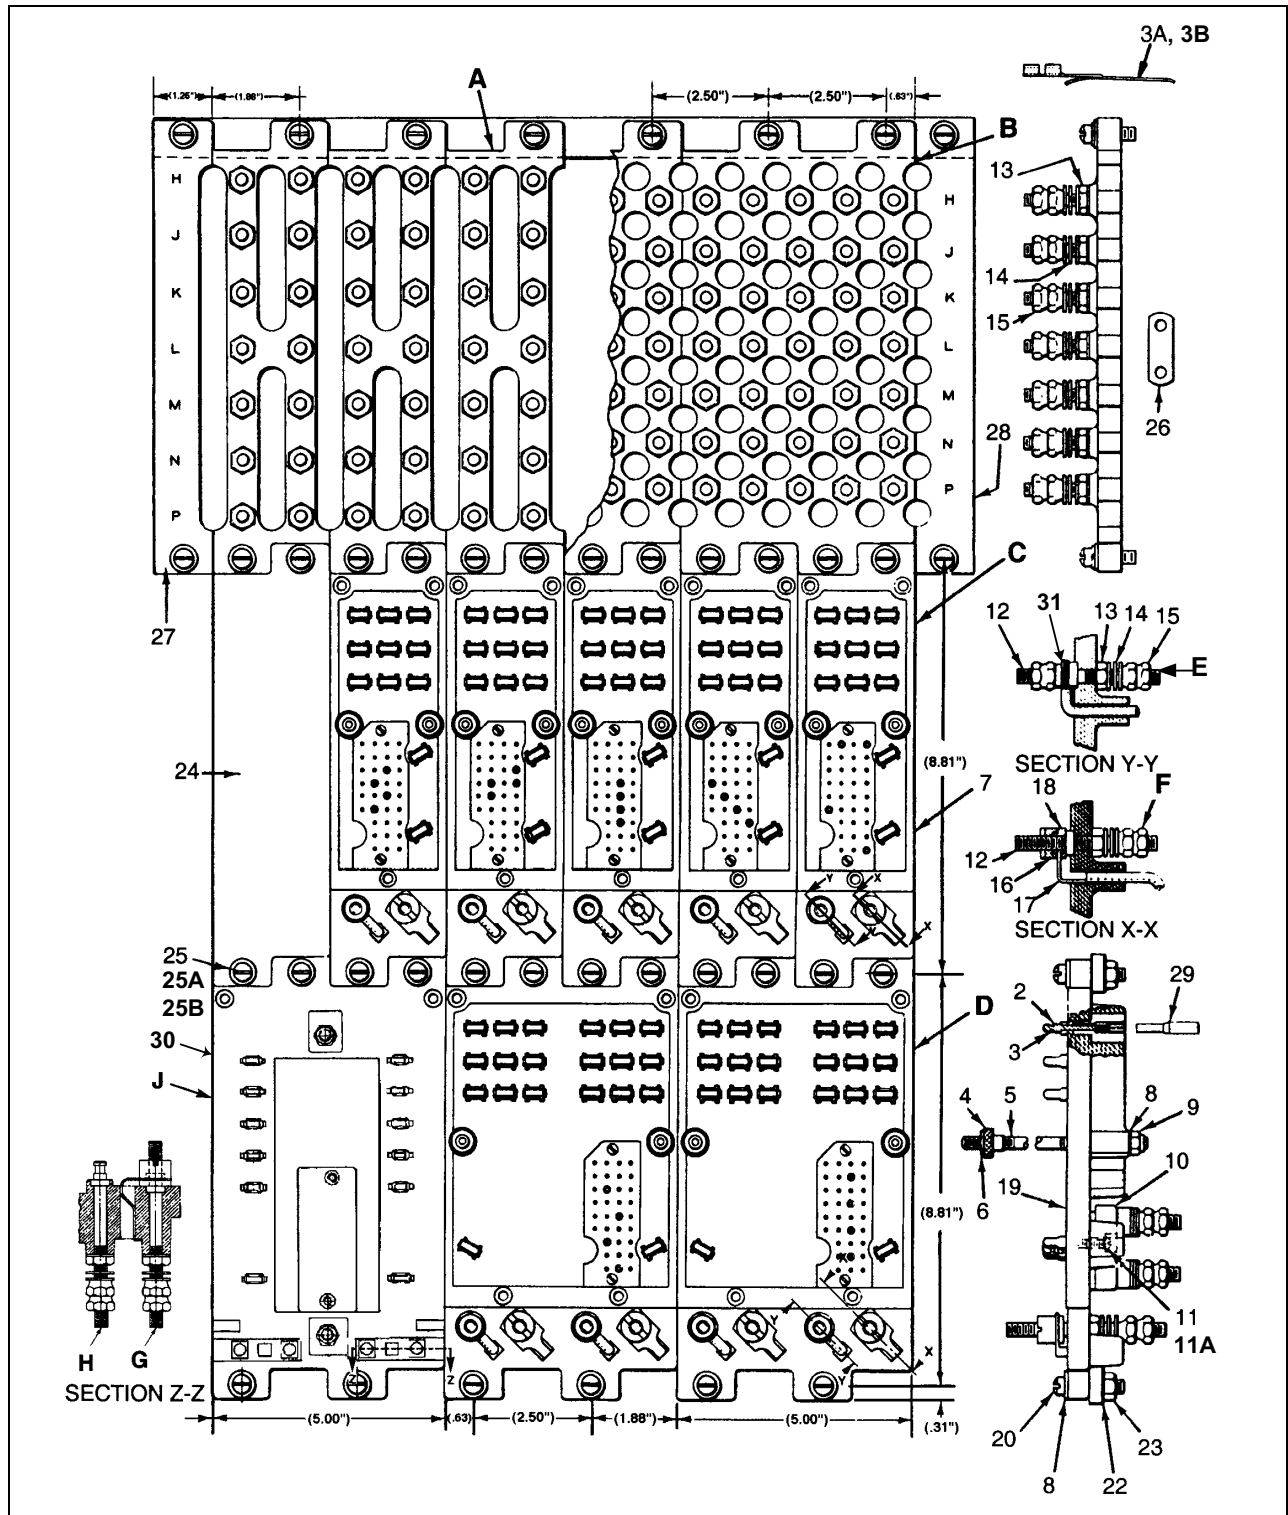 3A, 3B
A
(1.26")
(1.88")
(2.50")
(2.50")
(.63")
B
13
H
H
J
J
14
K
K
15
L
L
M
M
26
N
N
28
P
P
C
27
12
31
13
14
15
E
SECTION Y-Y
24
(8.81")
7
18
F
12
16
17
SECTION X-X
Y
X
Y
X
25
25A
25B
2
29
3
D
30
J
4
5
8
9
10
19
6
(8.81")
11
11A
H
G
SECTION Z-Z
Z
Z
Y
X
Y
X
(5.00")
(.63)
(2.50")
(1.88")
(5.00")
(.31")
20
23
8
22